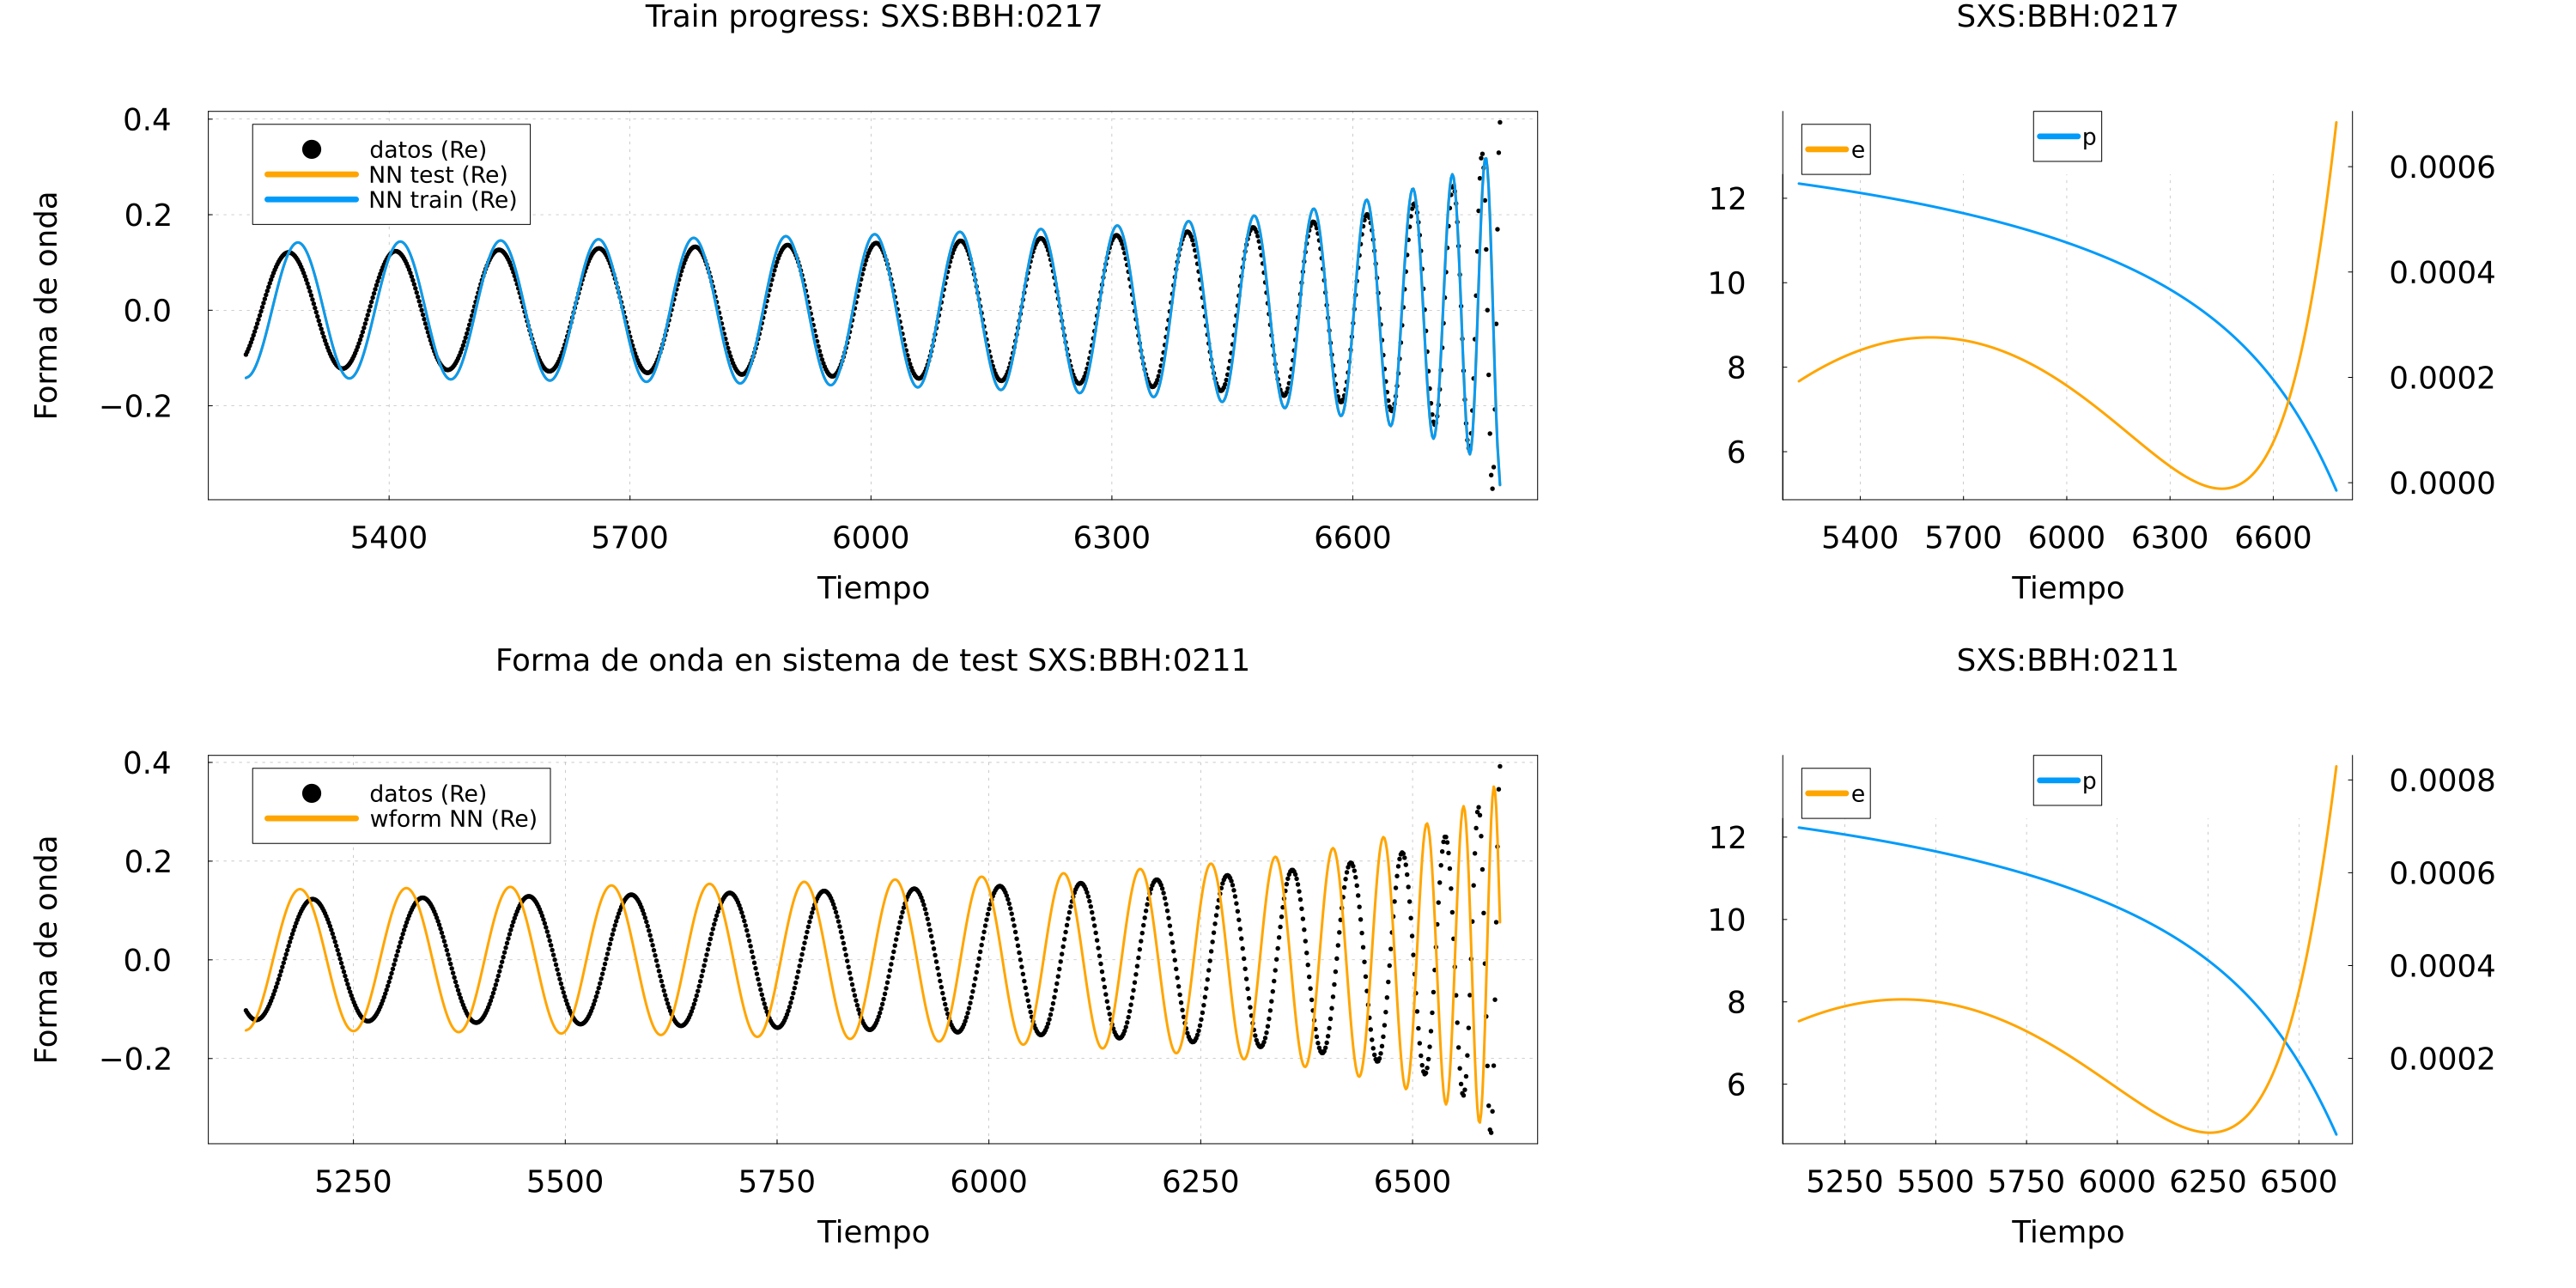 Train progress: SXS:BBH:0217
Forma de onda
0.4
0.2
0.0
−0.2
datos (Re)
NN test (Re)
NN train (Re)
5400 5700 6000 6300 6600
Tiempo
SXS:BBH:0217
12
10
8
6
e
p
0.0006
0.0004
0.0002
0.0000
5400 5700 6000 6300 6600
Tiempo
Forma de onda en sistema de test SXS:BBH:0211
Forma de onda
0.4
0.2
0.0
−0.2
datos (Re)
wform NN (Re)
5250 5500 5750 6000 6250 6500
Tiempo
SXS:BBH:0211
12
10
8
6
e
p
0.0008
0.0006
0.0004
0.0002
5250 5500 5750 6000 6250 6500
Tiempo